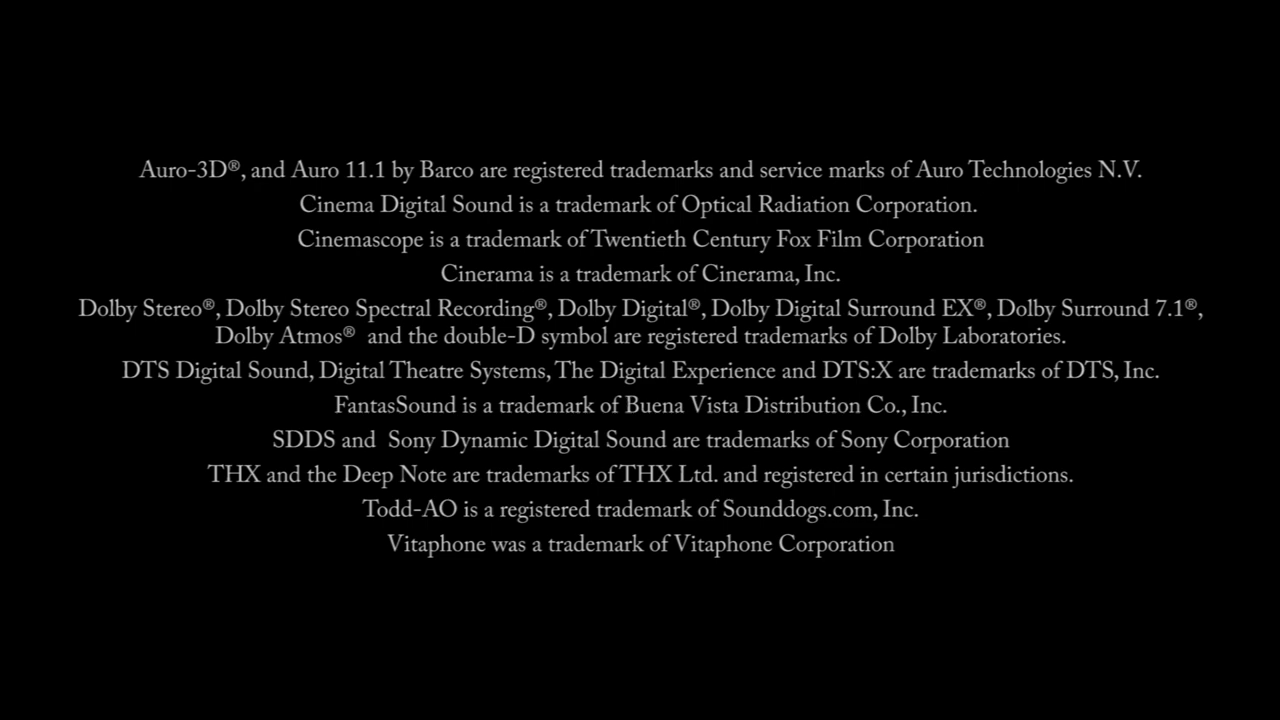 Auro-3D®, and Auro 11.1 by Barco are registered trademarks and service marks of Auro Technologies N.V.
Cinema Digital Sound is a trademark of Optical Radiation Corporation.
Cinemascope is a trademark of Twentieth Century Fox Film Corporation
Cinerama is a trademark of Cinerama, Inc.
Dolby Stereo®, Dolby Stereo Spectral Recording®, Dolby Digital®, Dolby Digital Surround EX®, Dolby Surround 7.1®,
Dolby Atmos® and the double-D symbol are registered trademarks of Dolby Laboratories.
DTS Digital Sound, Digital Theatre Systems, The Digital Experience and DTS:X are trademarks of DTS, Inc.
FantasSound is a trademark of Buena Vista Distribution Co., Inc.
SDDS and Sony Dynamic Digital Sound are trademarks of Sony Corporation
THX and the Deep Note are trademarks of THX Ltd. and registered in certain jurisdictions.
Todd-AO is a registered trademark of Sounddogs.com, Inc.
Vitaphone was a trademark of Vitaphone Corporation